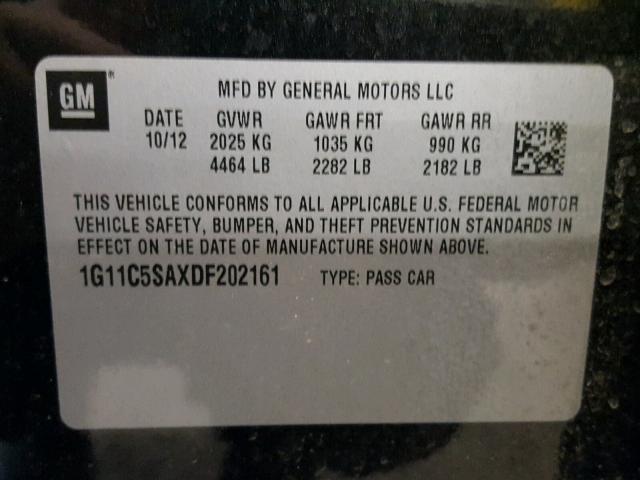 GM ®
MFD BY GENERAL MOTORS LLC
DATE GVWR GAWR FRT GAWR RR
10/12 2025 KG 1035 KG 990 KG
4464 LB 2282 LB 2182 LB
THIS VEHICLE CONFORMS TO ALL APPLICABLE U.S. FEDERAL MOTOR
VEHICLE SAFETY, BUMPER, AND THEFT PREVENTION STANDARDS IN
EFFECT ON THE DATE OF MANUFACTURE SHOWN ABOVE.
1G11C5SAXDF202161 TYPE: PASS CAR